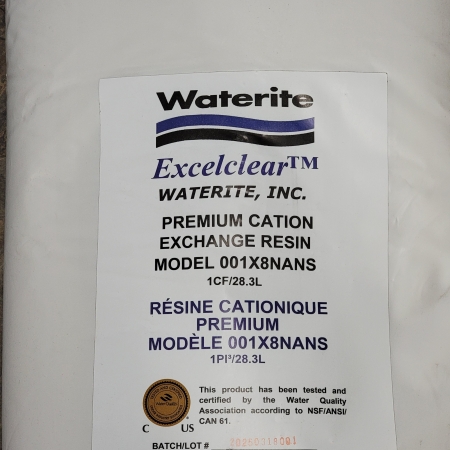 Waterite
Excelclear™
WATERITE, INC.
PREMIUM CATION
EXCHANGE RESIN
MODEL 001X8NANS
1CF/28.3L
RÉSINE CATIONIQUE
PREMIUM
MODÈLE 001X8NANS
1PI³/28.3L
This product has been tested and
certified by the Water Quality
Association according to NSF/ANSI/
CAN 61.
C US
BATCH/LOT #